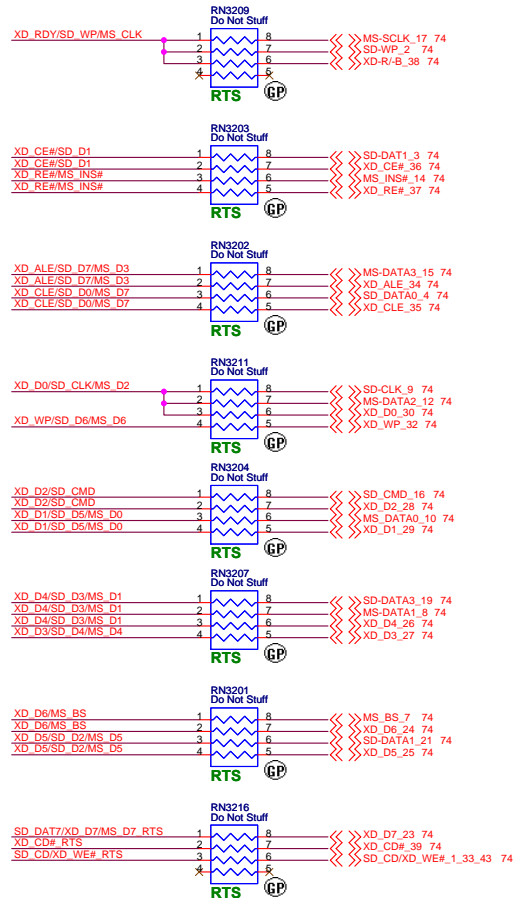 RN3209
Do Not Stuff
XD_RDY/SD_WP/MS_CLK 1 8 MS-SCLK_17 74
2 7 SD-WP_2 74
3 6 XD-R/-B_38 74
4 5
RTS GP
RN3203
Do Not Stuff
XD_CE#/SD_D1 1 8 SD-DAT1_3 74
XD_CE#/SD_D1 2 7 XD_CE#_36 74
XD_RE#/MS_INS# 3 6 MS_INS#_14 74
XD_RE#/MS_INS# 4 5 XD_RE#_37 74
RTS GP
RN3202
Do Not Stuff
XD_ALE/SD_D7/MS_D3 1 8 MS-DATA3_15 74
XD_ALE/SD_D7/MS_D3 2 7 XD_ALE_34 74
XD_CLE/SD_D0/MS_D7 3 6 SD_DATA0_4 74
XD_CLE/SD_D0/MS_D7 4 5 XD_CLE_35 74
RTS GP
RN3211
Do Not Stuff
XD_D0/SD_CLK/MS_D2 1 8 SD-CLK_9 74
2 7 MS-DATA2_12 74
3 6 XD_D0_30 74
XD_WP/SD_D6/MS_D6 4 5 XD_WP_32 74
RTS GP
RN3204
Do Not Stuff
XD_D2/SD_CMD 1 8 SD_CMD_16 74
XD_D2/SD_CMD 2 7 XD_D2_28 74
XD_D1/SD_D5/MS_D0 3 6 MS_DATA0_10 74
XD_D1/SD_D5/MS_D0 4 5 XD_D1_29 74
RTS GP
RN3207
Do Not Stuff
XD_D4/SD_D3/MS_D1 1 8 SD-DATA3_19 74
XD_D4/SD_D3/MS_D1 2 7 MS-DATA1_8 74
XD_D4/SD_D3/MS_D1 3 6 XD_D4_26 74
XD_D3/SD_D4/MS_D4 4 5 XD_D3_27 74
RTS GP
RN3201
Do Not Stuff
XD_D6/MS_BS 1 8 MS_BS_7 74
XD_D6/MS_BS 2 7 XD_D6_24 74
XD_D5/SD_D2/MS_D5 3 6 SD-DATA1_21 74
XD_D5/SD_D2/MS_D5 4 5 XD_D5_25 74
RTS GP
RN3216
Do Not Stuff
SD_DAT7/XD_D7/MS_D7_RTS 1 8 XD_D7_23 74
XD_CD#_RTS 2 7 XD_CD#_39 74
SD_CD/XD_WE#_RTS 3 6 SD_CD/XD_WE#_1_33_43 74
4 5
RTS GP